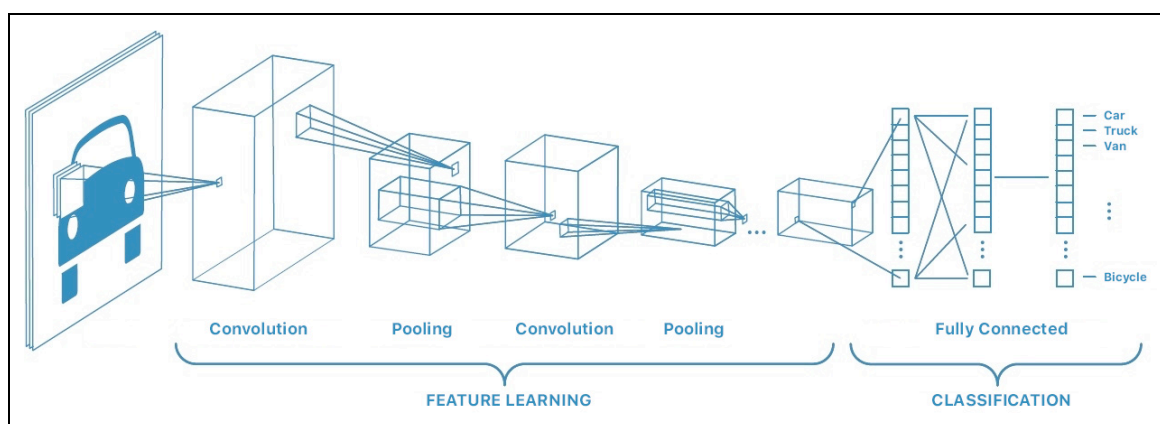 Car
Truck
Van
Bicycle
Convolution
Pooling
Convolution
Pooling
Fully Connected
FEATURE LEARNING
CLASSIFICATION